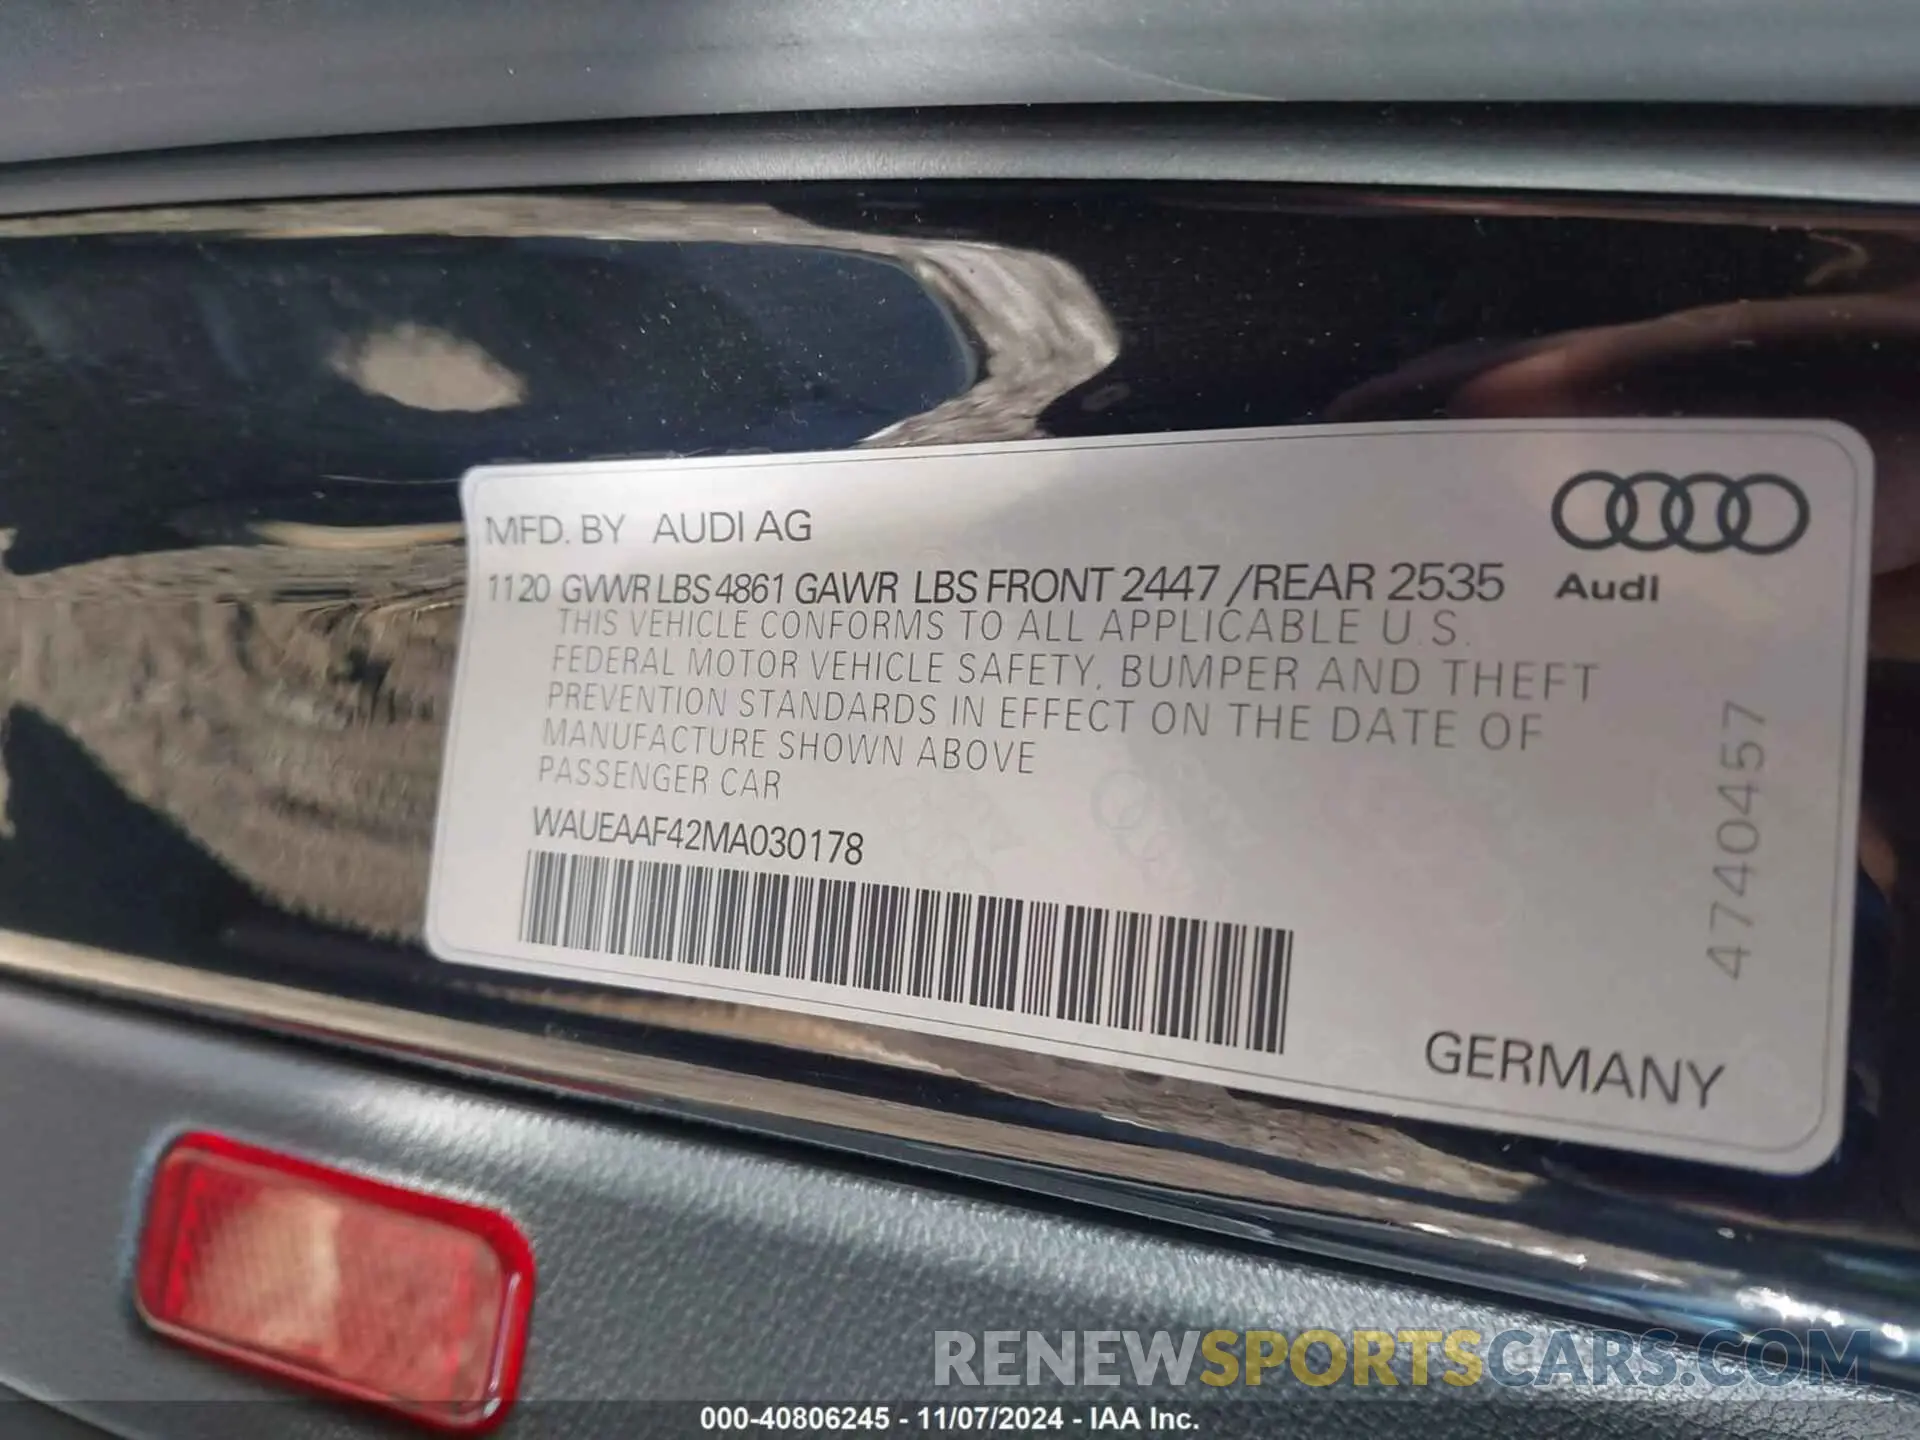 MFD. BY AUDI AG
1120 GVWR LBS 4861 GAWR LBS FRONT 2447 /REAR 2535
Audi
THIS VEHICLE CONFORMS TO ALL APPLICABLE U.S.
FEDERAL MOTOR VEHICLE SAFETY, BUMPER AND THEFT
PREVENTION STANDARDS IN EFFECT ON THE DATE OF
MANUFACTURE SHOWN ABOVE
PASSENGER CAR
WAUEAAF42MA030178
4740457
GERMANY
RENEWSPORTSCARS.COM
000-40806245 - 11/07/2024 - IAA Inc.